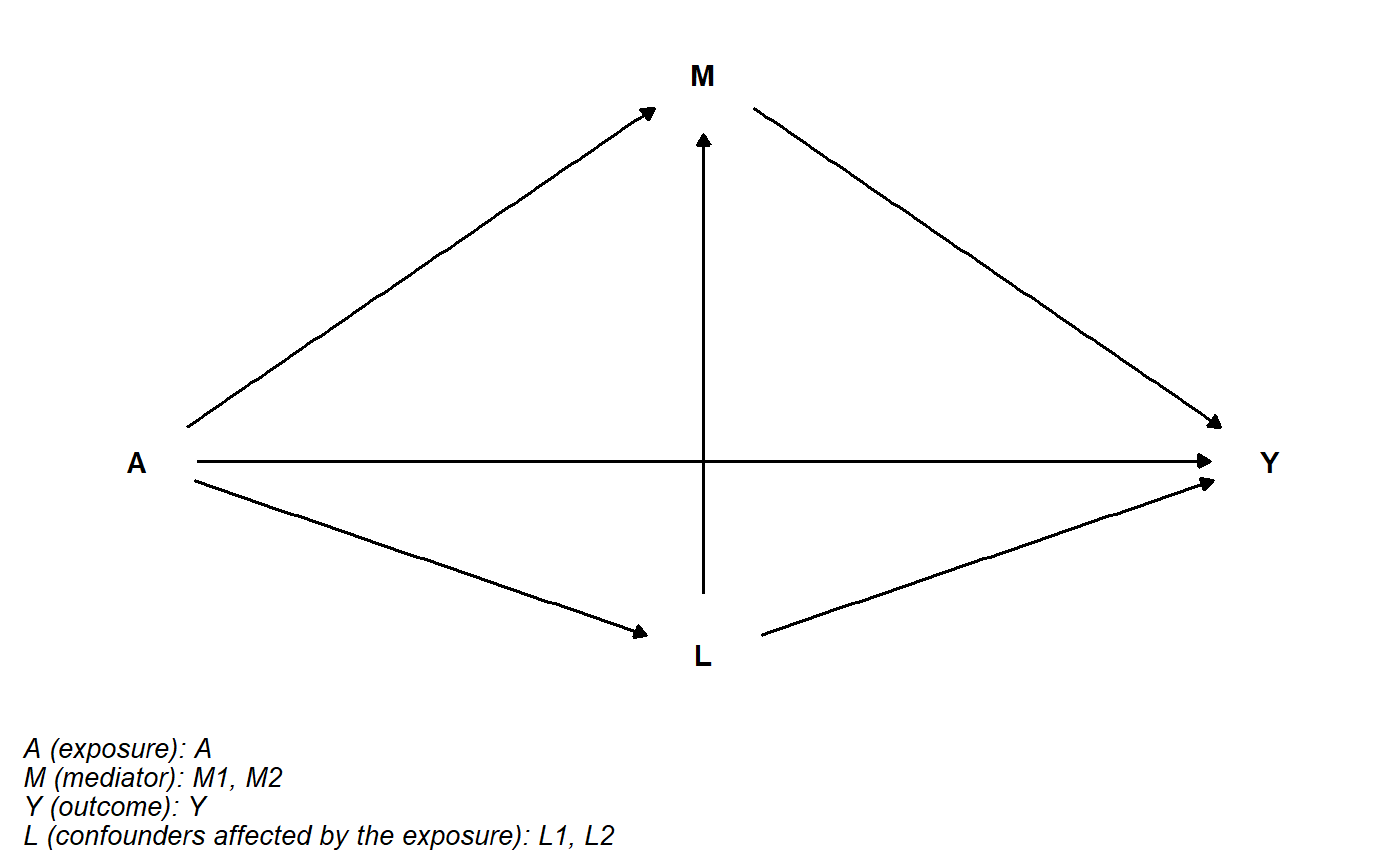 M
A
Y
L
A (exposure): A
M (mediator): M1, M2
Y (outcome): Y
L (confounders affected by the exposure): L1, L2